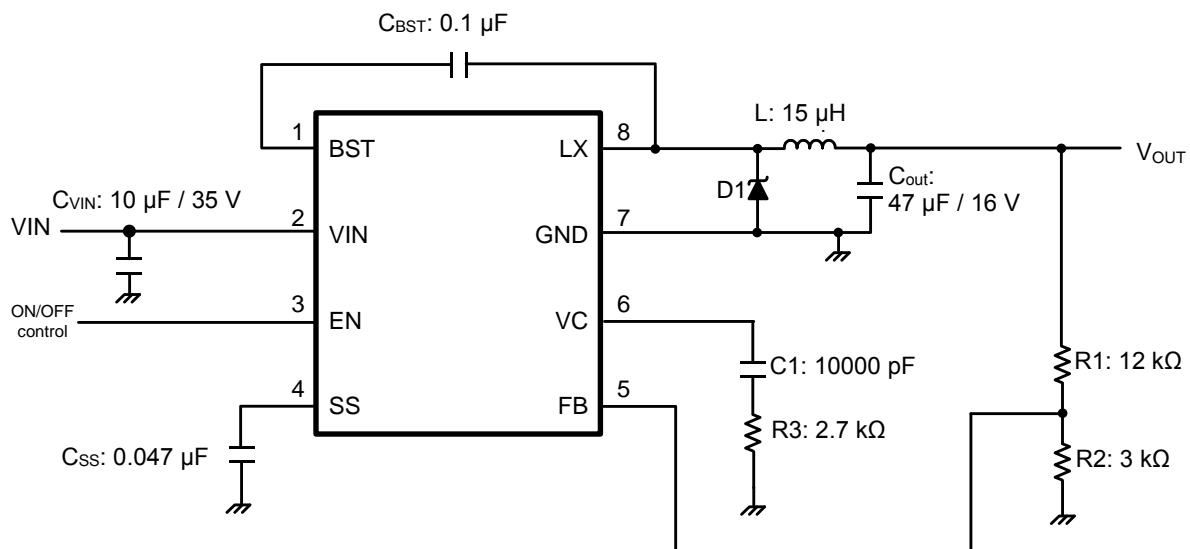 CBST: 0.1 µF
L: 15 µH
1
BST
LX
8
VOUT
D1
Cout:
47 µF / 16 V
CVIN: 10 µF / 35 V
VIN
2
VIN
GND
7
ON/OFF
control
3
EN
VC
6
C1: 10000 pF
R1: 12 kΩ
4
SS
FB
5
R3: 2.7 kΩ
R2: 3 kΩ
CSS: 0.047 µF